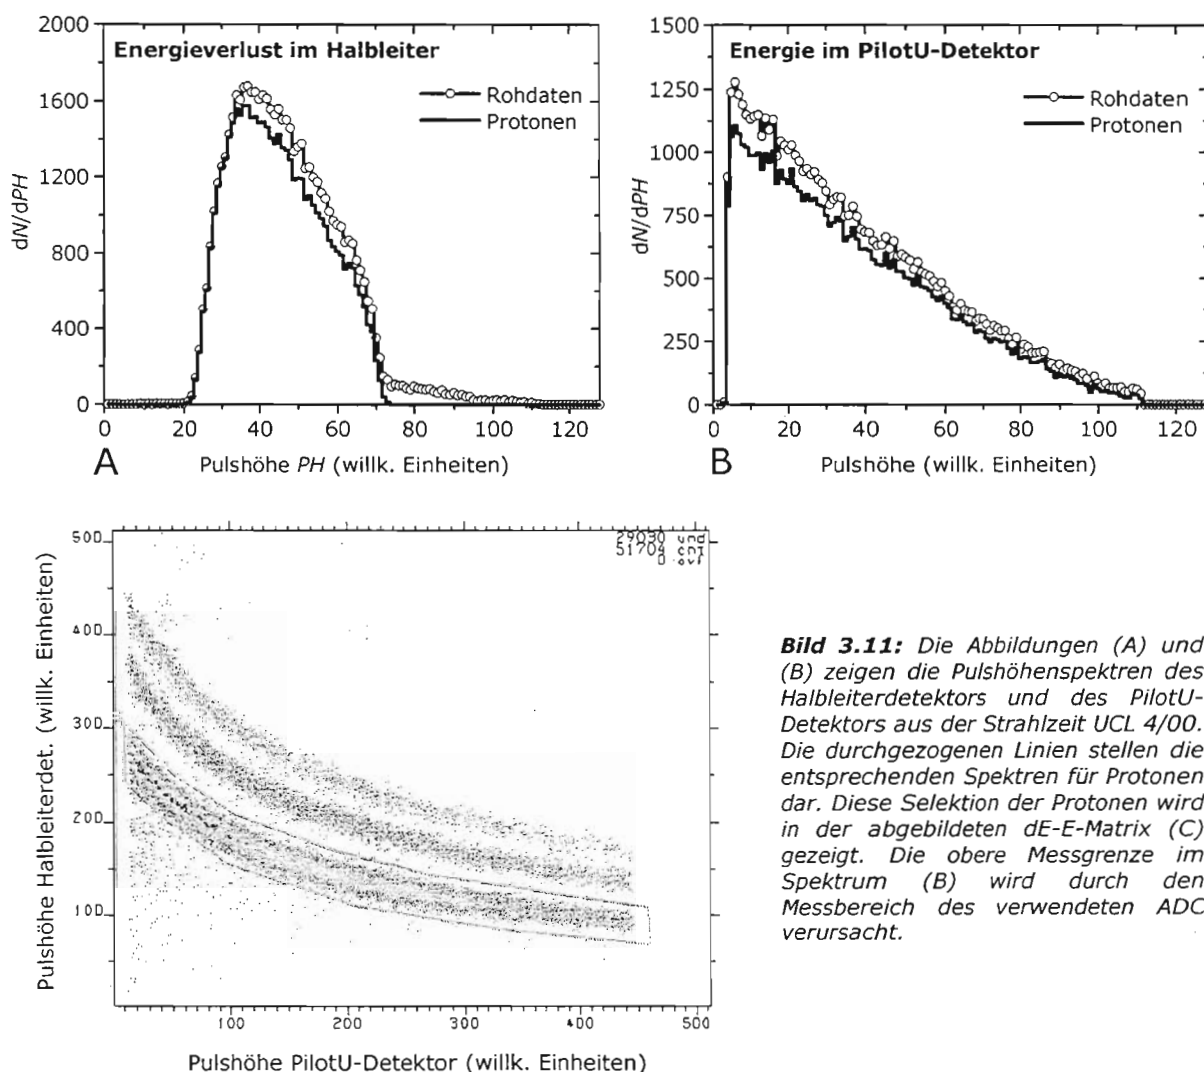 Energieverlust im Halbleiter
Rohdaten
Protonen
dN/dPH
2000
1600
1200
800
400
0
0 20 40 60 80 100 120
A
Pulshöhe PH (willk. Einheiten)
Energie im PilotU-Detektor
Rohdaten
Protonen
dN/dPH
1500
1250
1000
750
500
250
0
0 20 40 60 80 100 120
B
Pulshöhe (willk. Einheiten)
29030 und
51704 cnt
0 ovf
Pulshöhe Halbleiterdet. (willk. Einheiten)
500
400
300
200
100
100 200 300 400 500
Pulshöhe PilotU-Detektor (willk. Einheiten)
Bild 3.11: Die Abbildungen (A) und
(B) zeigen die Pulshöhenspektren des
Halbleiterdetektors und des PilotU-
Detektors aus der Strahlzeit UCL 4/00.
Die durchgezogenen Linien stellen die
entsprechenden Spektren für Protonen
dar. Diese Selektion der Protonen wird
in der abgebildeten dE-E-Matrix (C)
gezeigt. Die obere Messgrenze im
Spektrum (B) wird durch den
Messbereich des verwendeten ADC
verursacht.